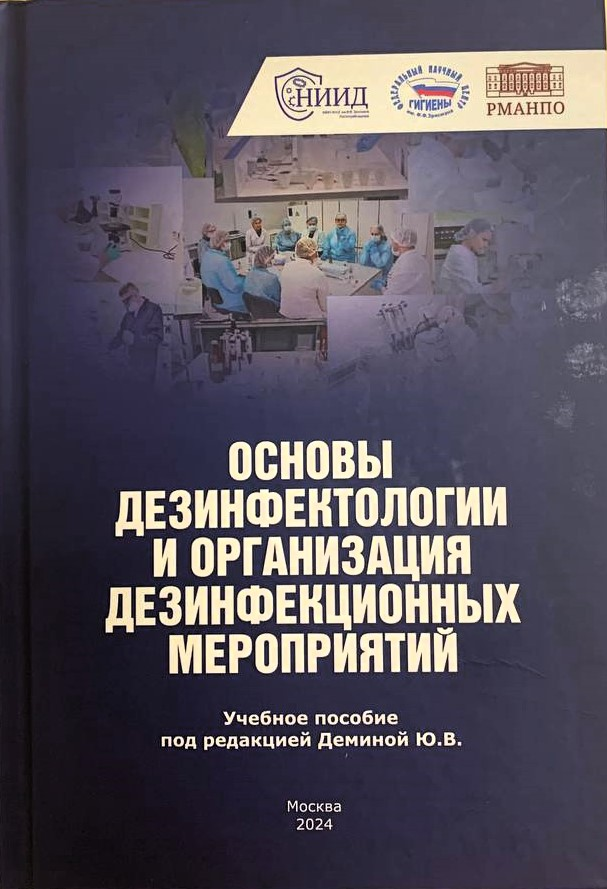 НИИД
РМАНПО
ФЕДЕРАЛЬНЫЙ НАУЧНЫЙ ЦЕНТР
ГИГИЕНЫ
им. Ф.Ф.Эрисмана
ОСНОВЫ
ДЕЗИНФЕКТОЛОГИИ
И ОРГАНИЗАЦИЯ
ДЕЗИНФЕКЦИОННЫХ
МЕРОПРИЯТИЙ
Учебное пособие
под редакцией Деминой Ю.В.
Москва
2024